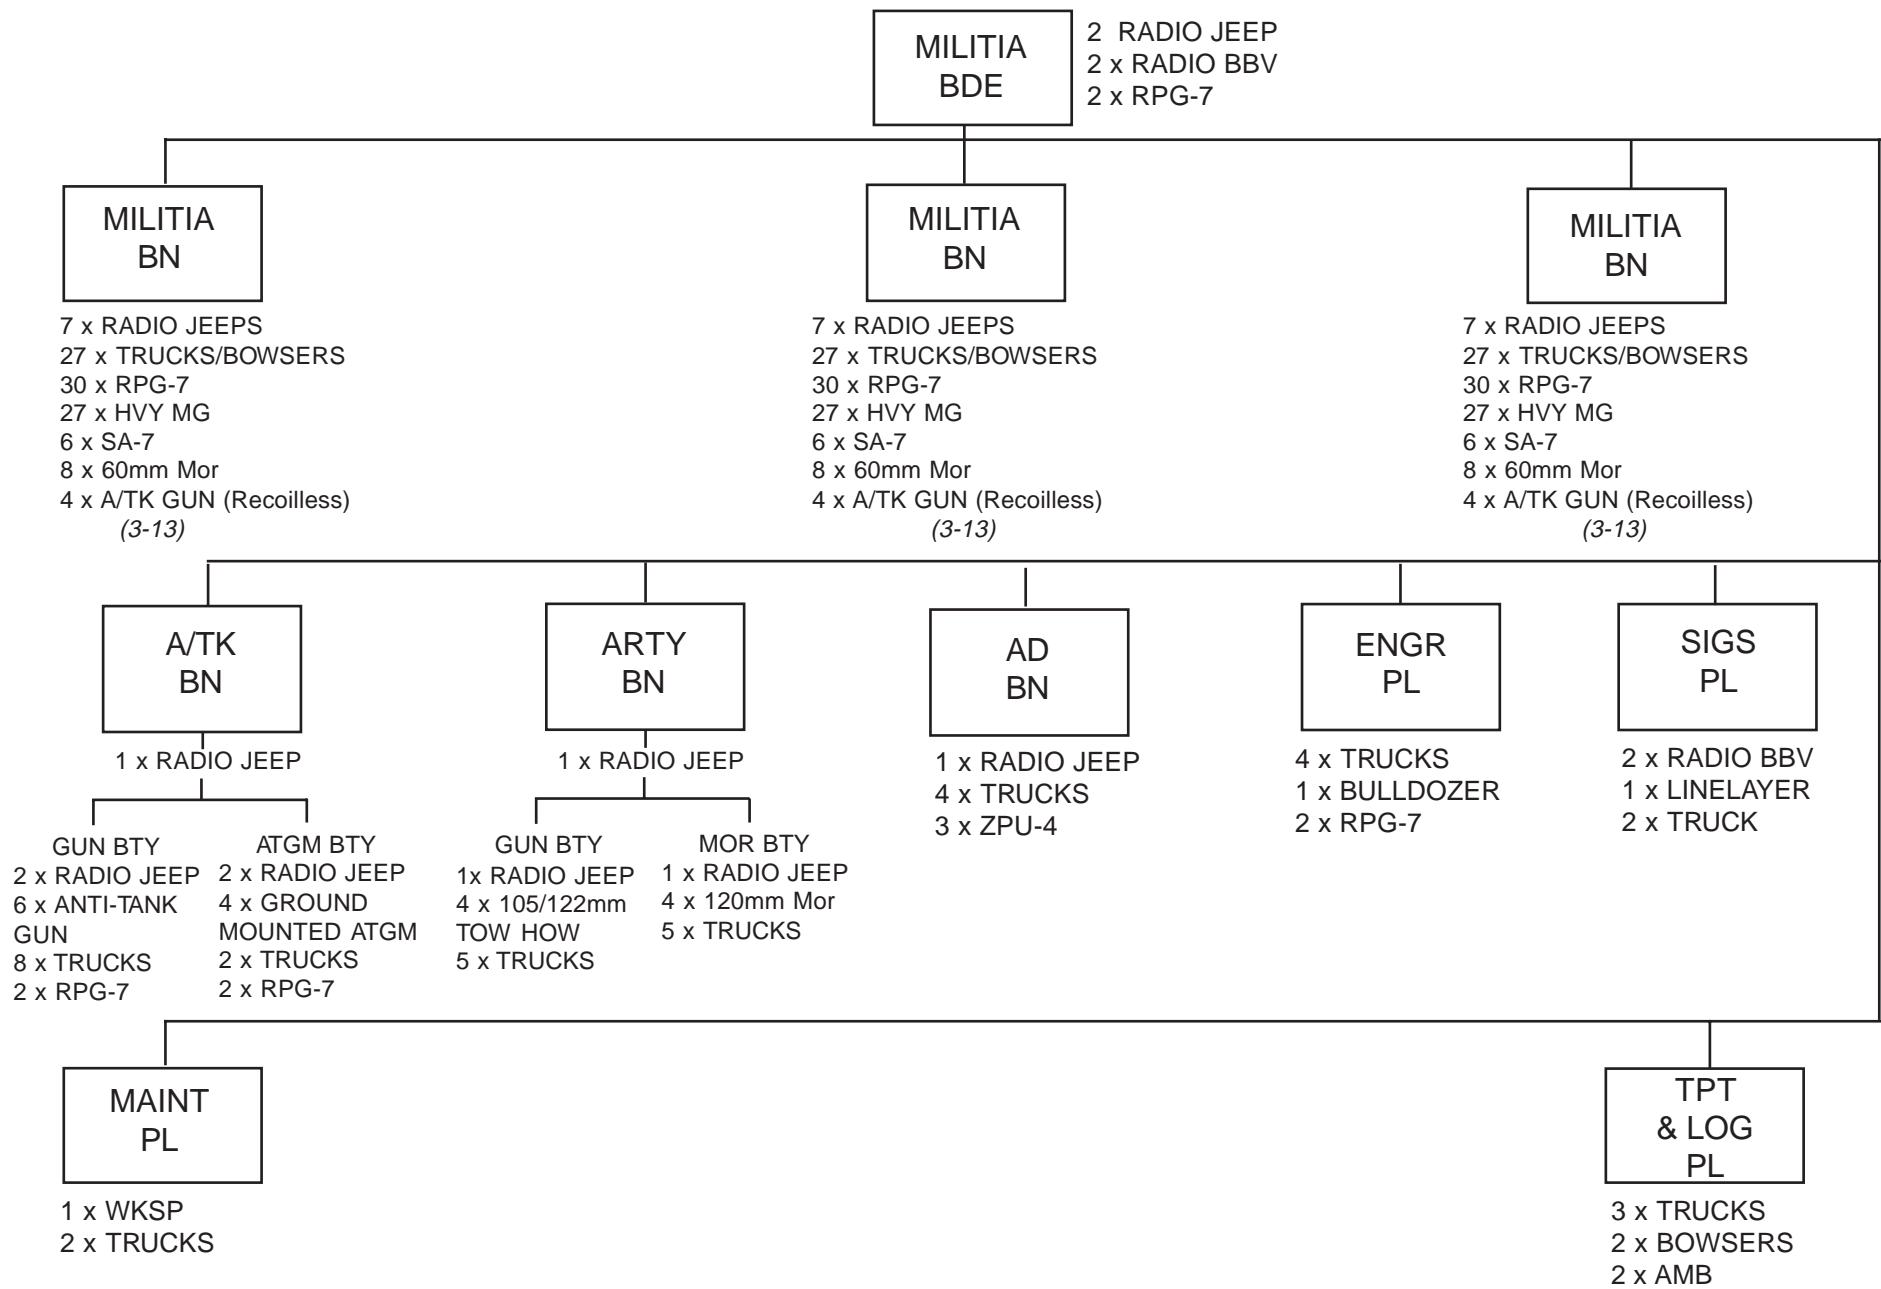 MILITIA
BDE
2 RADIO JEEP
2 x RADIO BBV
2 x RPG-7
MILITIA
BN
7 x RADIO JEEPS
27 x TRUCKS/BOWSERS
30 x RPG-7
27 x HVY MG
6 x SA-7
8 x 60mm Mor
4 x A/TK GUN (Recoilless)
(3-13)
MILITIA
BN
7 x RADIO JEEPS
27 x TRUCKS/BOWSERS
30 x RPG-7
27 x HVY MG
6 x SA-7
8 x 60mm Mor
4 x A/TK GUN (Recoilless)
(3-13)
MILITIA
BN
7 x RADIO JEEPS
27 x TRUCKS/BOWSERS
30 x RPG-7
27 x HVY MG
6 x SA-7
8 x 60mm Mor
4 x A/TK GUN (Recoilless)
(3-13)
A/TK
BN
1 x RADIO JEEP
GUN BTY
2 x RADIO JEEP
6 x ANTI-TANK
GUN
8 x TRUCKS
2 x RPG-7
ATGM BTY
2 x RADIO JEEP
4 x GROUND
MOUNTED ATGM
2 x TRUCKS
2 x RPG-7
ARTY
BN
1 x RADIO JEEP
GUN BTY
1x RADIO JEEP
4 x 105/122mm
TOW HOW
5 x TRUCKS
MOR BTY
1 x RADIO JEEP
4 x 120mm Mor
5 x TRUCKS
AD
BN
1 x RADIO JEEP
4 x TRUCKS
3 x ZPU-4
ENGR
PL
4 x TRUCKS
1 x BULLDOZER
2 x RPG-7
SIGS
PL
2 x RADIO BBV
1 x LINELAYER
2 x TRUCK
MAINT
PL
1 x WKSP
2 x TRUCKS
TPT
& LOG
PL
3 x TRUCKS
2 x BOWSERS
2 x AMB